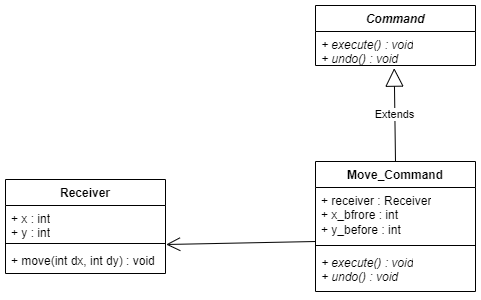 Command
+ execute() : void
+ undo() : void
Extends
Move_Command
+ receiver : Receiver
+ x_bfrore : int
+ y_before : int
+ execute() : void
+ undo() : void
Receiver
+ x : int
+ y : int
+ move(int dx, int dy) : void